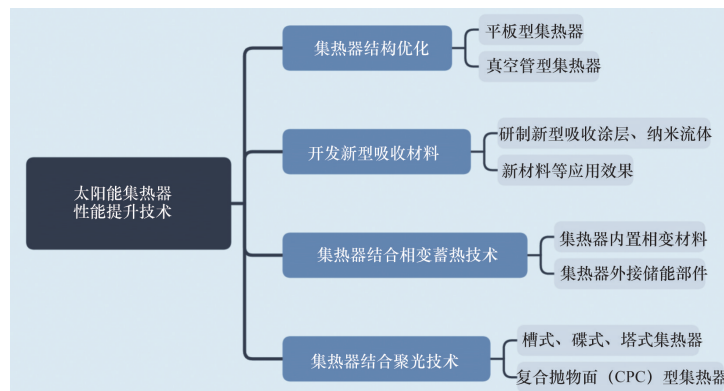 太阳能集热器
性能提升技术
集热器结构优化
平板型集热器
真空管型集热器
开发新型吸收材料
研制新型吸收涂层、纳米流体
新材料等应用效果
集热器结合相变蓄热技术
集热器内置相变材料
集热器外接储能部件
集热器结合聚光技术
槽式、碟式、塔式集热器
复合抛物面（CPC）型集热器